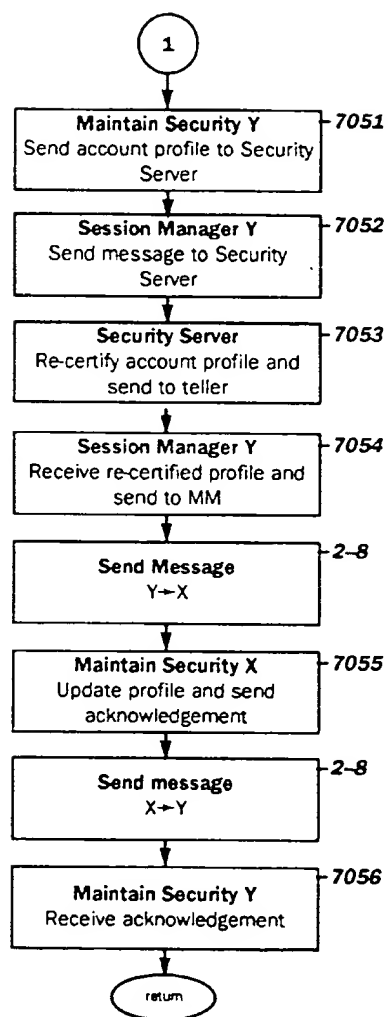 1
Maintain Security Y
7051
Send account profile to Security
Server
Session Manager Y
7052
Send message to Security
Server
Security Server
7053
Re-certify account profile and
send to teller
Session Manager Y
7054
Receive re-certified profile and
send to MM
Send Message
2-8
Y→X
Maintain Security X
7055
Update profile and send
acknowledgement
Send message
2-8
X→Y
Maintain Security Y
7056
Receive acknowledgement
return